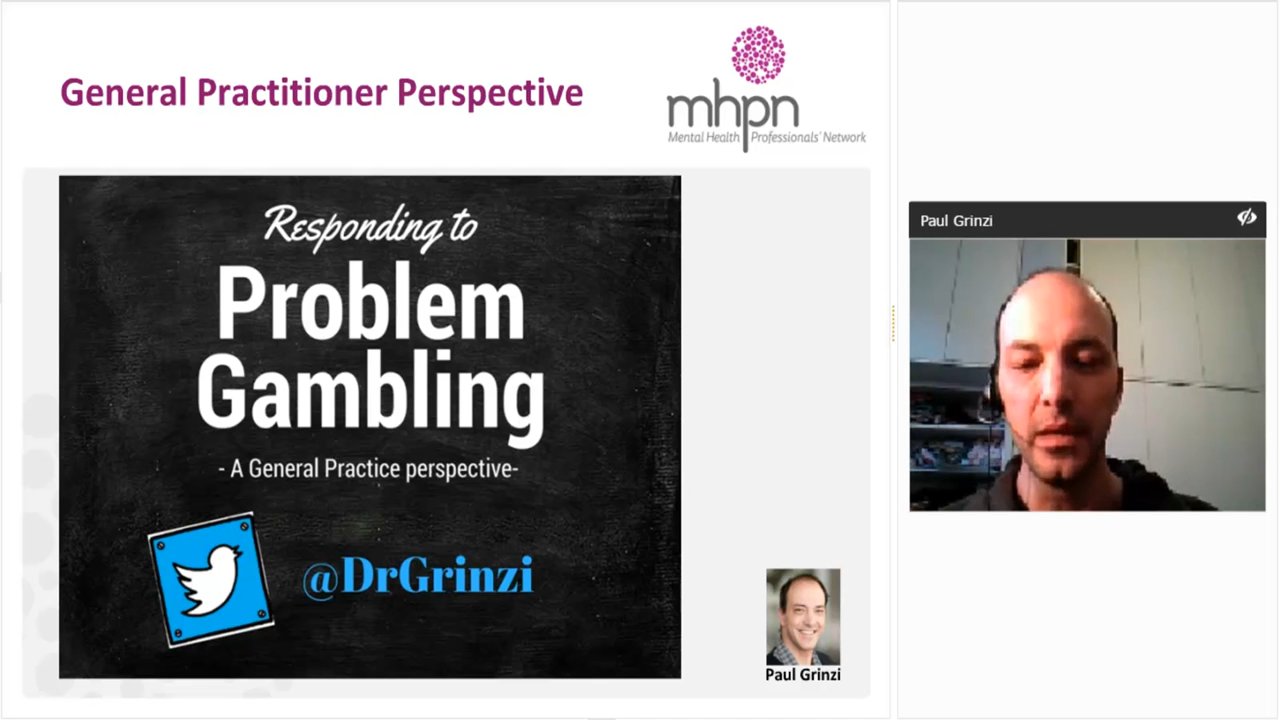 General Practitioner Perspective
mhpn
Mental Health Professionals' Network
Responding to
Problem
Gambling
- A General Practice perspective-
@DrGrinzi
Paul Grinzi
Paul Grinzi